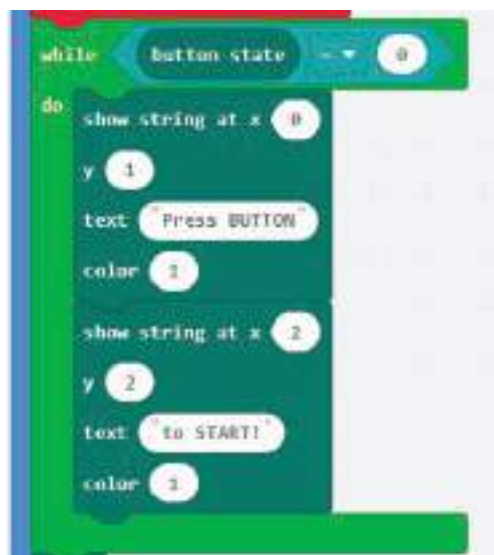 while button state = 0
do
show string at x 0
y 1
text "Press BUTTON"
color 1
show string at x 2
y 2
text "to START!"
color 1